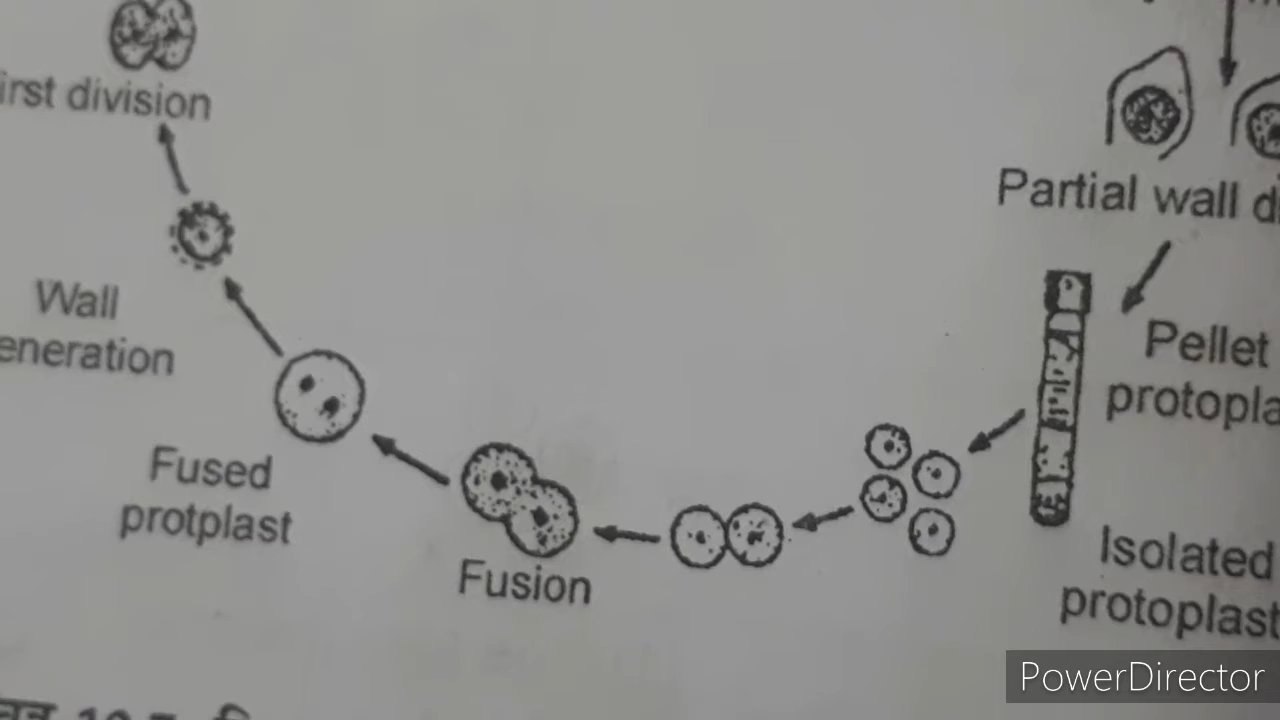 irst division
Partial wall d
Wall
eneration
Pellet
protopla
Fused
protplast
Fusion
Isolated
protoplast
PowerDirector